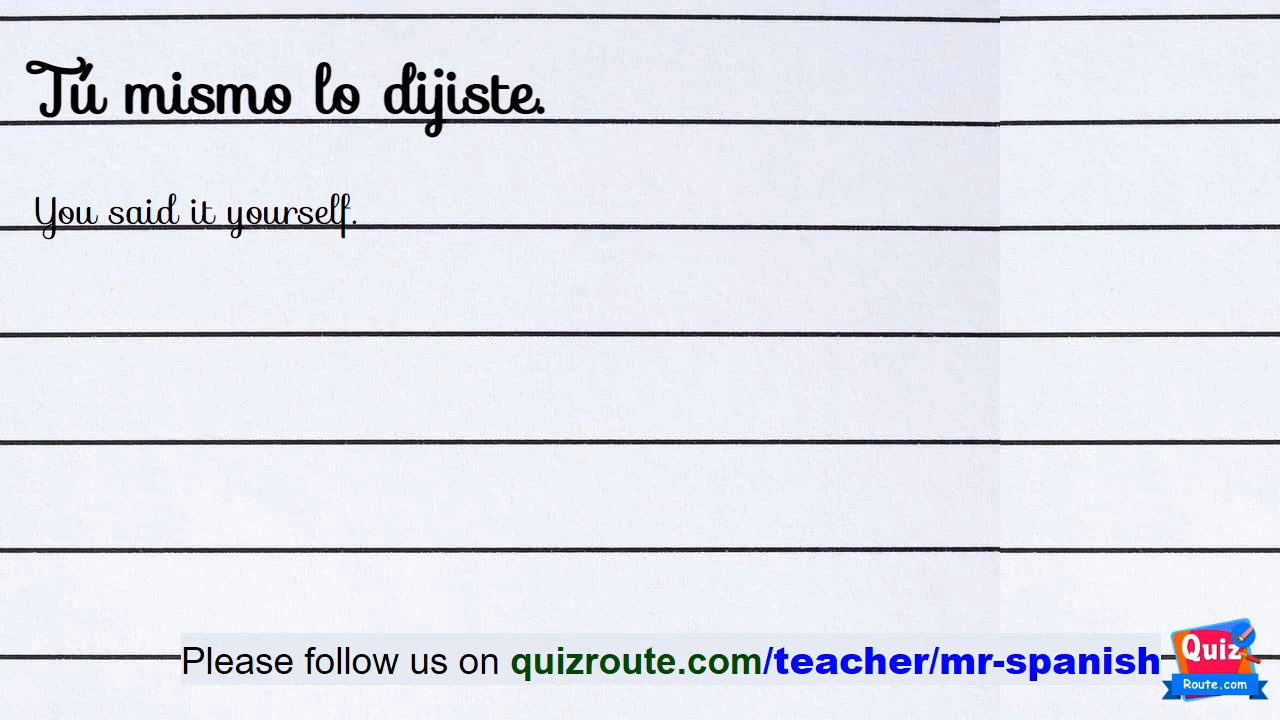 Tú mismo lo dijiste.
You said it yourself.
Please follow us on quizroute.com/teacher/mr-spanish
Quiz
Route.com